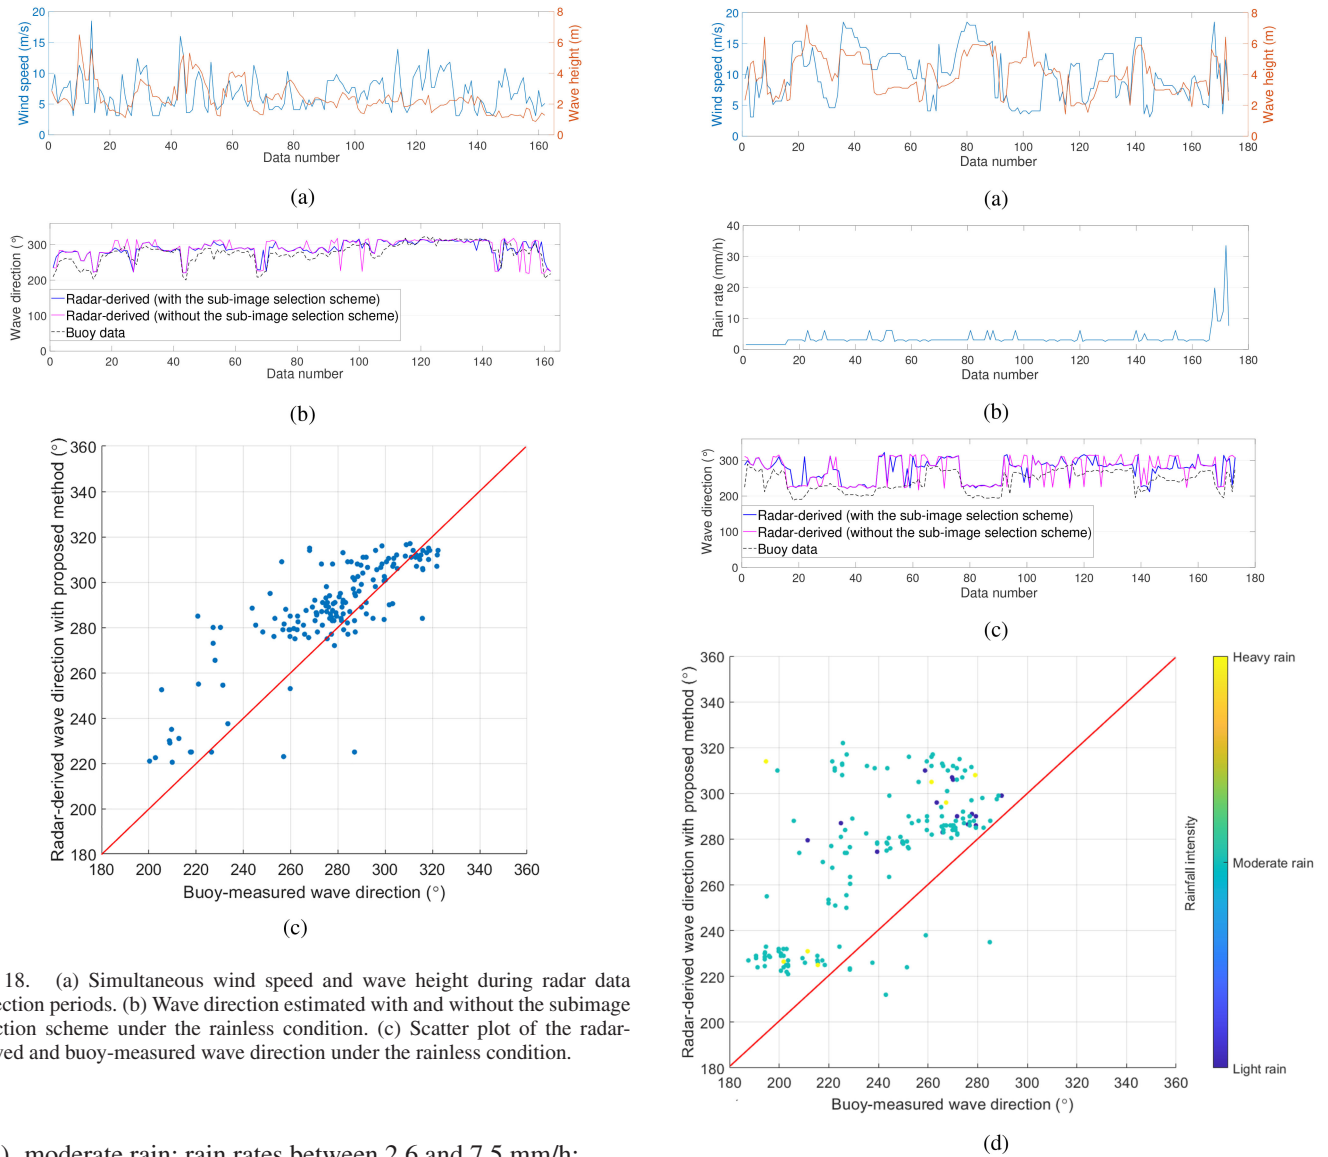 20
15
10
5
0
Wind speed (m/s)
8
6
4
2
0
Wave height (m)
0 20 40 60 80 100 120 140 160
Data number
(a)
300
200
100
0
Wave direction (°)
Radar-derived (with the sub-image selection scheme)
Radar-derived (without the sub-image selection scheme)
Buoy data
0 20 40 60 80 100 120 140 160
Data number
(b)
360
340
320
300
280
260
240
220
200
180
Radar-derived wave direction with proposed method (°)
180 200 220 240 260 280 300 320 340 360
Buoy-measured wave direction (°)
(c)
18. (a) Simultaneous wind speed and wave height during radar data
ection periods. (b) Wave direction estimated with and without the subimage
ction scheme under the rainless condition. (c) Scatter plot of the radar-
ved and buoy-measured wave direction under the rainless condition.
). moderate rain: rain rates between 2.6 and 7.5 mm/h:
20
15
10
5
0
Wind speed (m/s)
8
6
4
2
0
Wave height (m)
0 20 40 60 80 100 120 140 160 180
Data number
(a)
40
30
20
10
0
Rain rate (mm/h)
0 20 40 60 80 100 120 140 160 180
Data number
(b)
300
200
100
0
Wave direction (°)
Radar-derived (with the sub-image selection scheme)
Radar-derived (without the sub-image selection scheme)
Buoy data
0 20 40 60 80 100 120 140 160 180
Data number
(c)
360
340
320
300
280
260
240
220
200
180
Radar-derived wave direction with proposed method (°)
180 200 220 240 260 280 300 320 340 360
Buoy-measured wave direction (°)
Heavy rain
Moderate rain
Light rain
Rainfall intensity
(d)